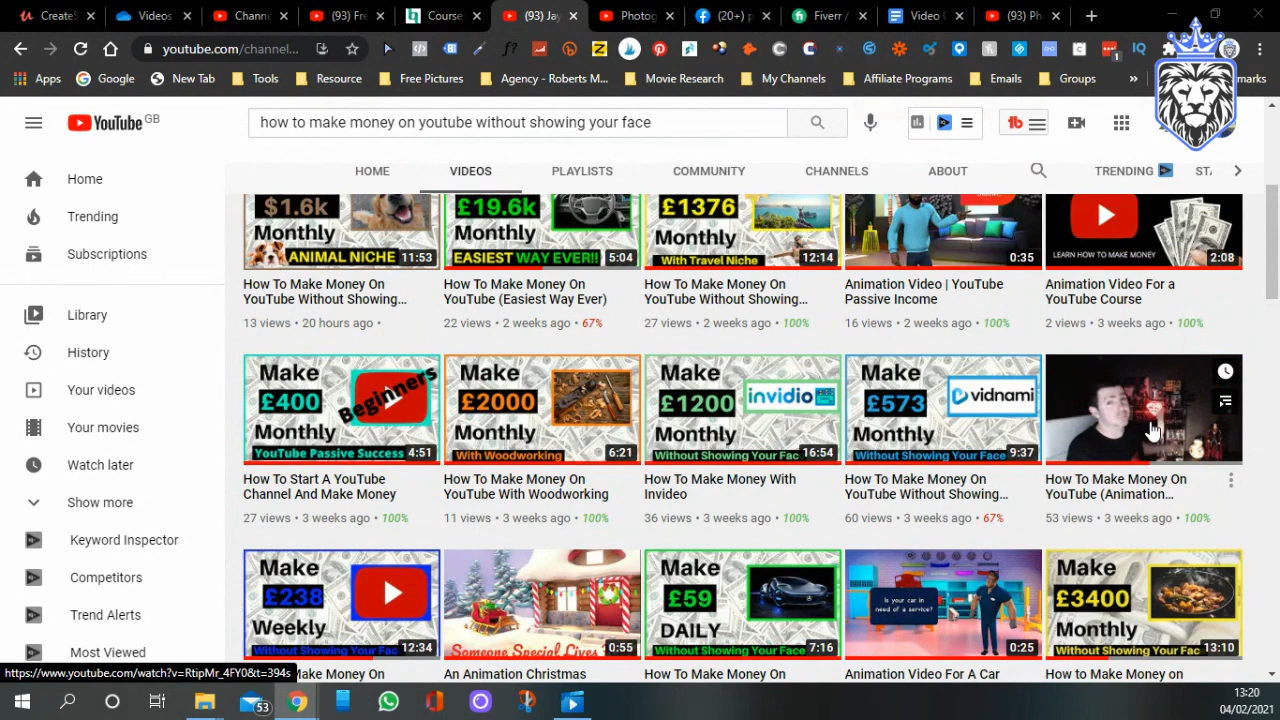 CreateS
Videos
Channe
(93) Fre
Course
(93) Jay
Photog
(20+) p
Fiverr /
Video C
(93) Ph
youtube.com/channel...
Apps
Google
New Tab
Tools
Resource
Free Pictures
Agency - Roberts M...
Movie Research
My Channels
Affiliate Programs
Emails
Groups
YouTube GB
how to make money on youtube without showing your face
HOME
VIDEOS
PLAYLISTS
COMMUNITY
CHANNELS
ABOUT
TRENDING
Home
Trending
Subscriptions
Library
History
Your videos
Your movies
Watch later
Show more
Keyword Inspector
Competitors
Trend Alerts
Most Viewed
$1.6k
Monthly
ANIMAL NICHE
11:53
£19.6k
Monthly
EASIEST WAY EVER!!
5:04
£1376
Monthly
With Travel Niche
12:14
0:35
LEARN HOW TO MAKE MONEY
2:08
How To Make Money On
YouTube Without Showing...
13 views • 20 hours ago •
How To Make Money On
YouTube (Easiest Way Ever)
22 views • 2 weeks ago • 67%
How To Make Money On
YouTube Without Showing...
27 views • 2 weeks ago • 100%
Animation Video | YouTube
Passive Income
16 views • 2 weeks ago • 100%
Animation Video For a
YouTube Course
2 views • 3 weeks ago • 100%
Make
£400
Monthly
Beginners
YouTube Passive Success
4:51
Make
£2000
Monthly
With Woodworking
6:21
Make
£1200
Monthly
invidio
Without Showing Your Face
16:54
Make
£573
Monthly
vidnami
Without Showing Your Face
9:37
How To Start A YouTube
Channel And Make Money
27 views • 3 weeks ago • 100%
How To Make Money On
YouTube With Woodworking
11 views • 3 weeks ago • 100%
How To Make Money With
Invideo
36 views • 3 weeks ago • 100%
How To Make Money On
YouTube Without Showing...
60 views • 3 weeks ago • 67%
How To Make Money On
YouTube (Animation...
53 views • 3 weeks ago • 100%
Make
£238
Weekly
Without Showing Your Face
12:34
Someone Special Lives
0:55
Make
£59
DAILY
Without Showing Your Face
7:16
Is your car in
need of a service?
0:25
Make
£3400
Monthly
Without Showing Your Face
13:10
Make Money On
An Animation Christmas
How To Make Money On
Animation Video For A Car
How to Make Money on
https://www.youtube.com/watch?v=RtipMr_4FY0&t=394s
53
13:20
04/02/2021